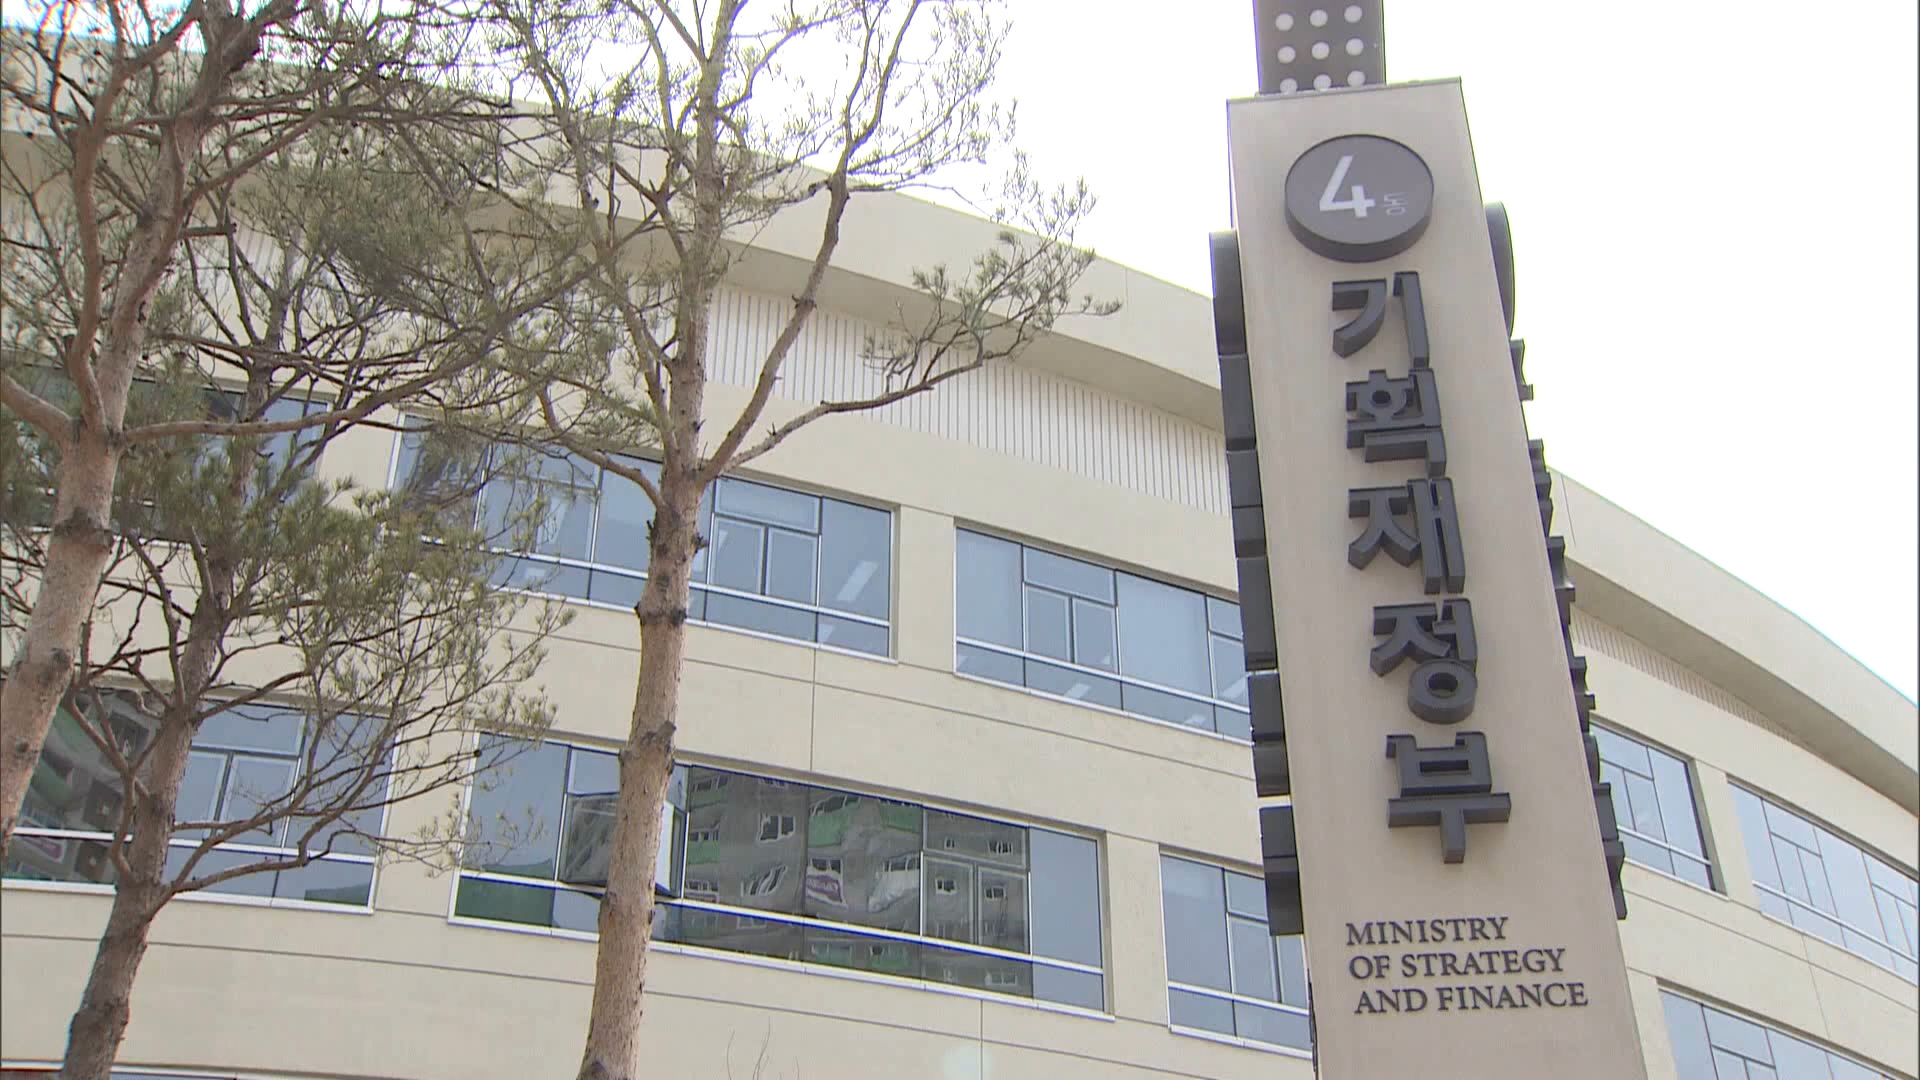 4동
기획재정부
MINISTRY
OF STRATEGY
AND FINANCE